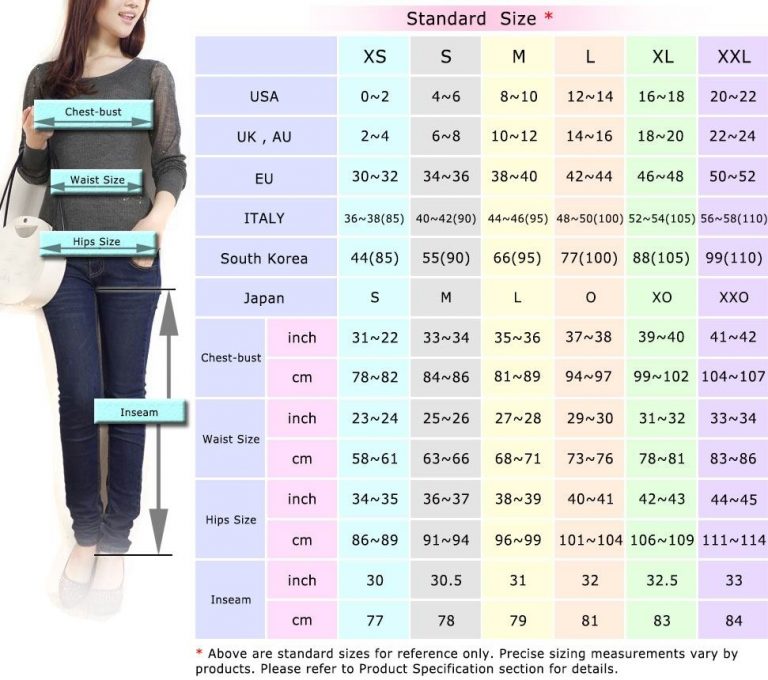 Standard Size *
XS S M L XL XXL
USA 0~2 4~6 8~10 12~14 16~18 20~22
UK , AU 2~4 6~8 10~12 14~16 18~20 22~24
EU 30~32 34~36 38~40 42~44 46~48 50~52
ITALY 36~38(85) 40~42(90) 44~46(95) 48~50(100) 52~54(105) 56~58(110)
South Korea 44(85) 55(90) 66(95) 77(100) 88(105) 99(110)
Japan S M L O XO XXO
Chest-bust inch 31~22 33~34 35~36 37~38 39~40 41~42
cm 78~82 84~86 81~89 94~97 99~102 104~107
Waist Size inch 23~24 25~26 27~28 29~30 31~32 33~34
cm 58~61 63~66 68~71 73~76 78~81 83~86
Hips Size inch 34~35 36~37 38~39 40~41 42~43 44~45
cm 86~89 91~94 96~99 101~104 106~109 111~114
Inseam inch 30 30.5 31 32 32.5 33
cm 77 78 79 81 83 84
* Above are standard sizes for reference only. Precise sizing measurements vary by
products. Please refer to Product Specification section for details.
Chest-bust
Waist Size
Hips Size
Inseam